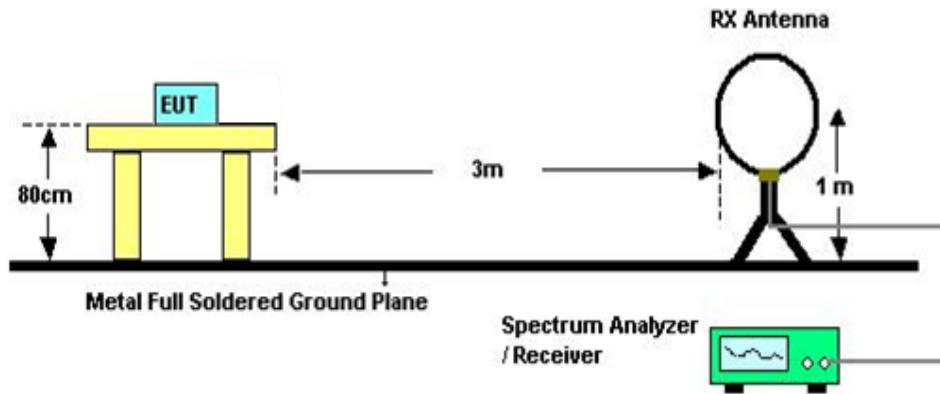 RX Antenna
EUT
3m
80cm
1 m
Metal Full Soldered Ground Plane
Spectrum Analyzer
/ Receiver